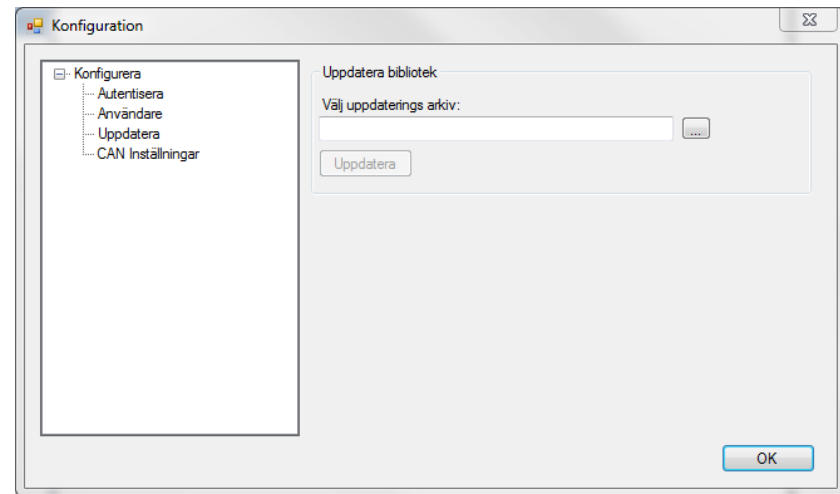 Konfiguration
Konfigurera
Autentisera
Användare
Uppdatera
CAN Inställningar
Uppdatera bibliotek
Välj uppdaterings arkiv:
...
Uppdatera
OK